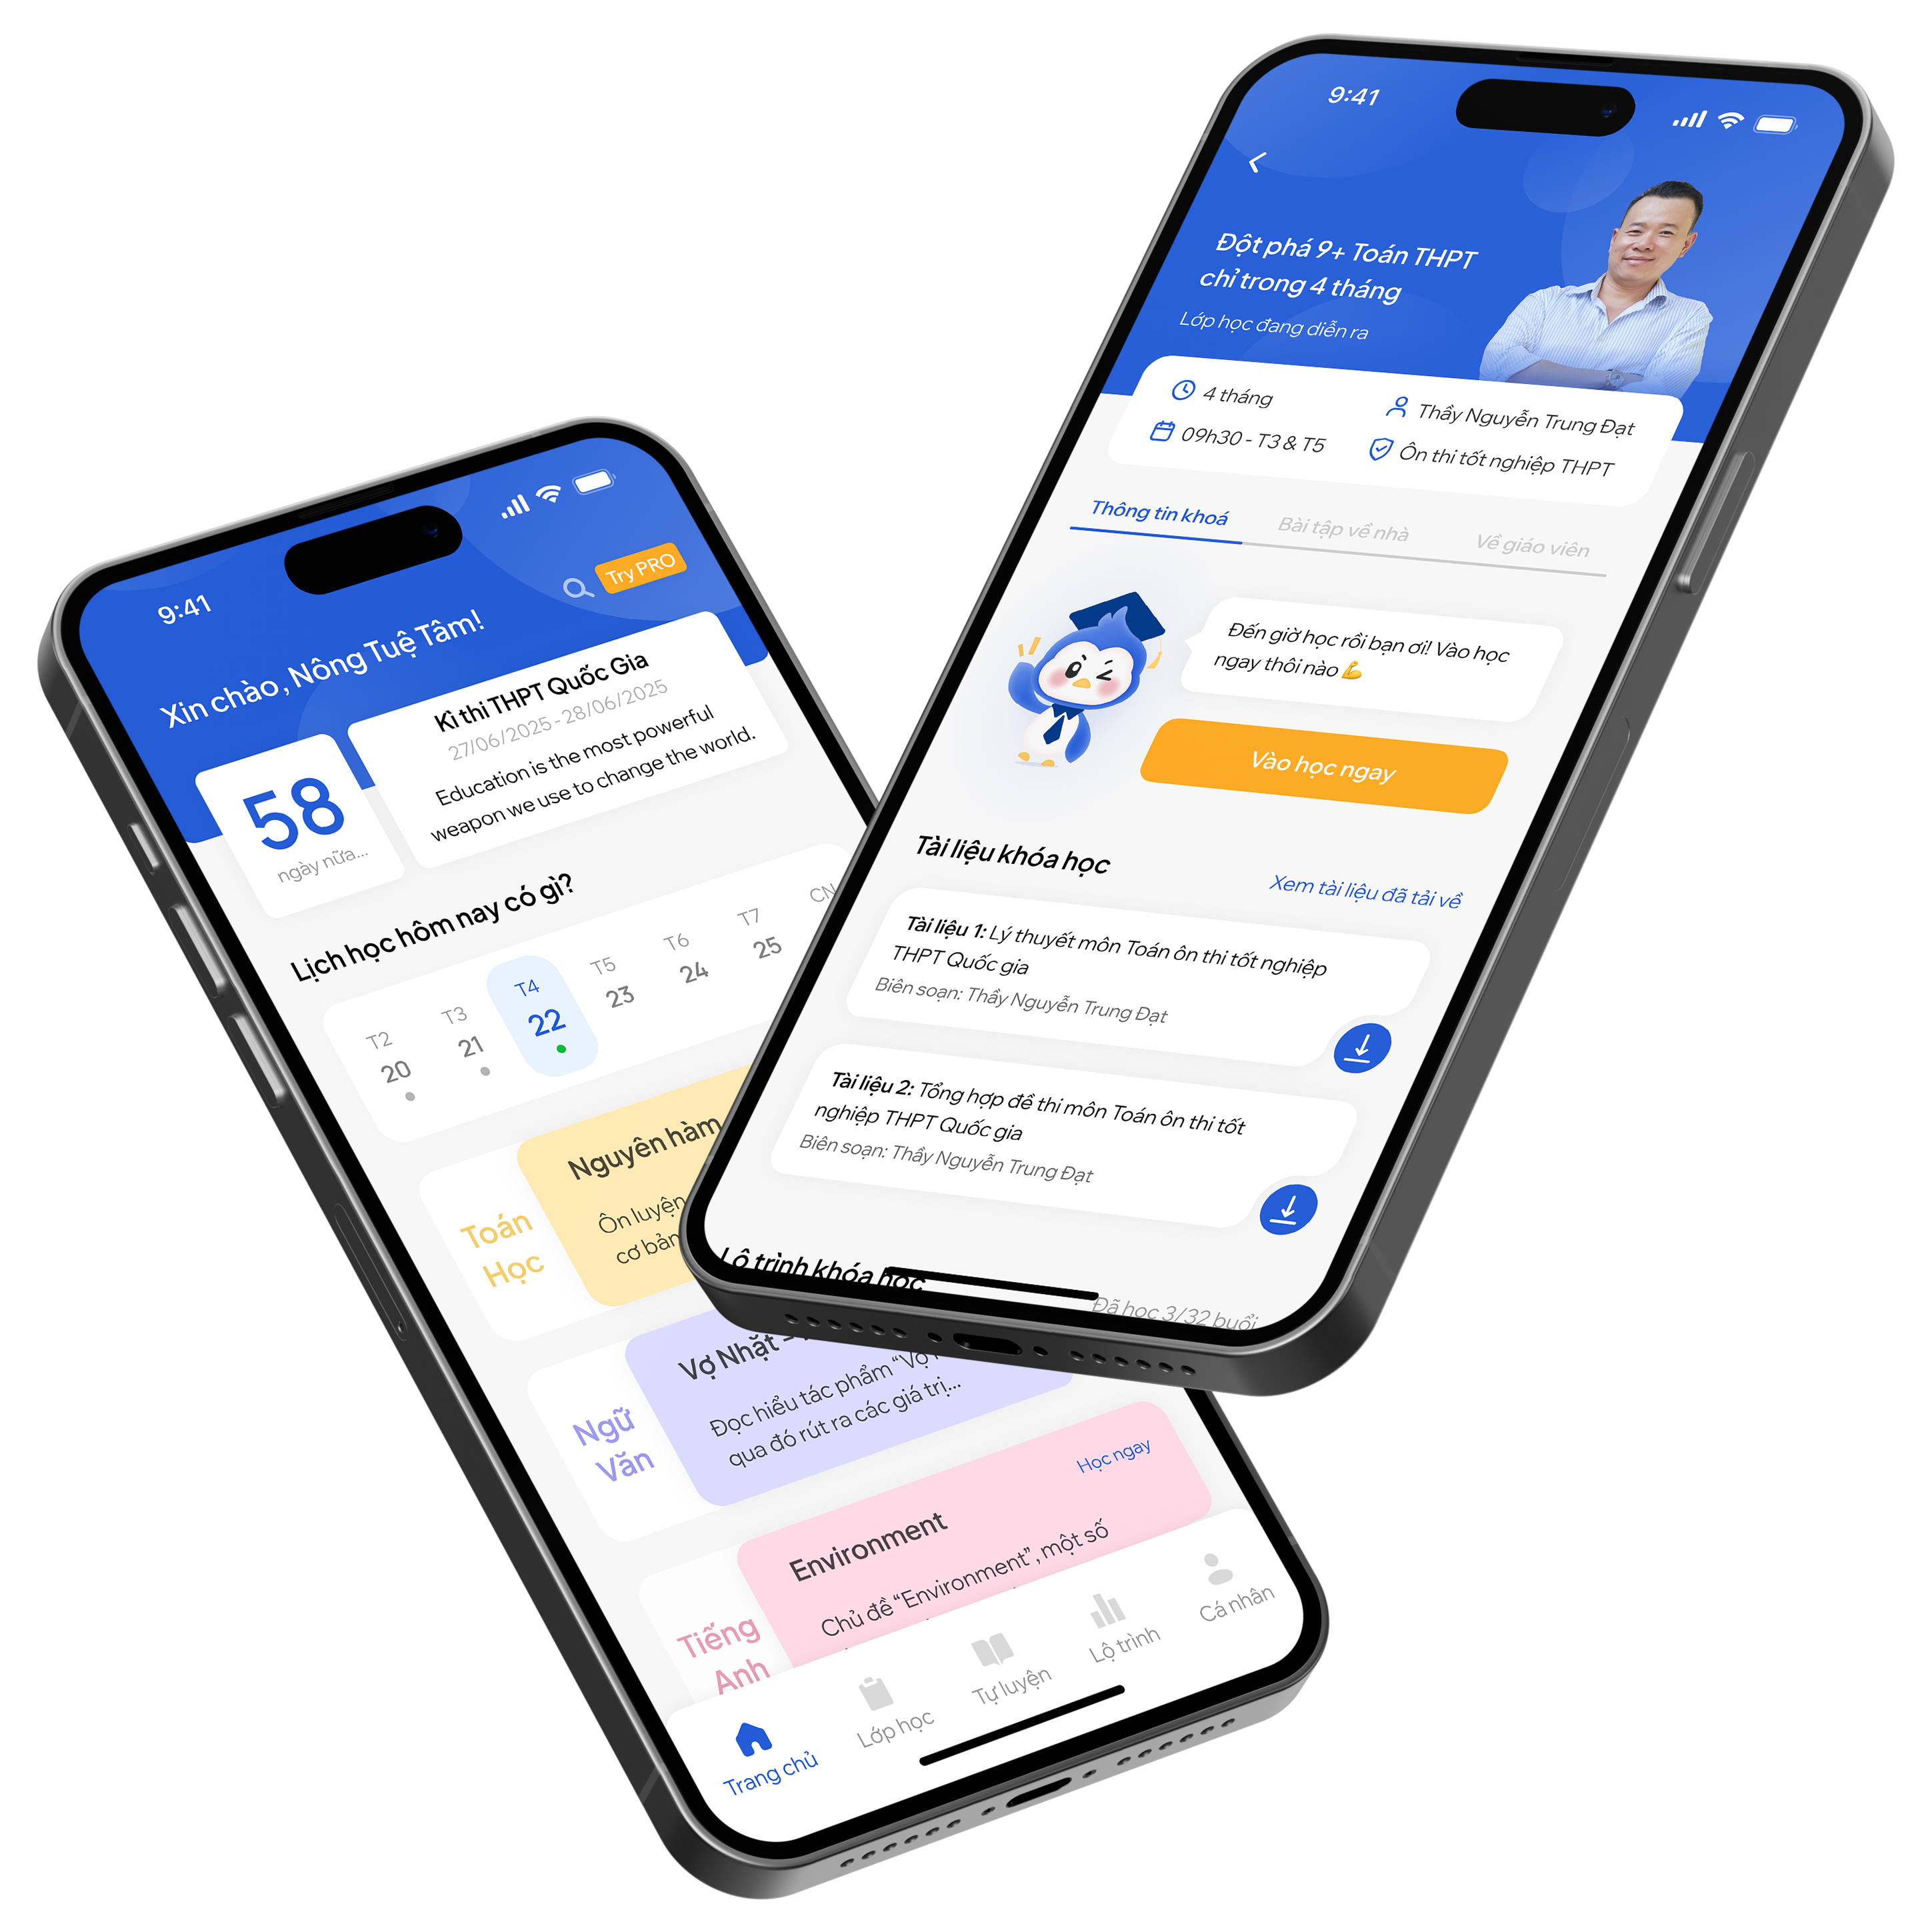 9:41
Try PRO
Xin chào, Nông Tuệ Tâm!
58
ngày nữa...
Kì thi THPT Quốc Gia
27/06/2025 - 28/06/2025
Education is the most powerful
weapon we use to change the world.
Lịch học hôm nay có gì?
T2 T3 T4 T5 T6 T7 CN
20 21 22 23 24 25
Toán
Học
Nguyên hàm
Ôn luyện
cơ bản
Ngữ
Văn
Vợ Nhặt -
Đọc hiểu tác phẩm “Vợ
qua đó rút ra các giá trị...
Tiếng
Anh
Học ngay
Environment
Chủ đề “Environment”, một số
Trang chủ
Lớp học
Tự luyện
Lộ trình
Cá nhân
9:41
Đột phá 9+ Toán THPT
chỉ trong 4 tháng
Lớp học đang diễn ra
4 tháng
Thầy Nguyễn Trung Đạt
09h30 - T3 & T5
Ôn thi tốt nghiệp THPT
Thông tin khoá
Bài tập về nhà
Về giáo viên
Đến giờ học rồi bạn ơi! Vào học
ngay thôi nào 💪
Vào học ngay
Tài liệu khóa học
Xem tài liệu đã tải về
Tài liệu 1: Lý thuyết môn Toán ôn thi tốt nghiệp
THPT Quốc gia
Biên soạn: Thầy Nguyễn Trung Đạt
Tài liệu 2: Tổng hợp đề thi môn Toán ôn thi tốt
nghiệp THPT Quốc gia
Biên soạn: Thầy Nguyễn Trung Đạt
Lộ trình khóa học
Đã học 3/32 buổi